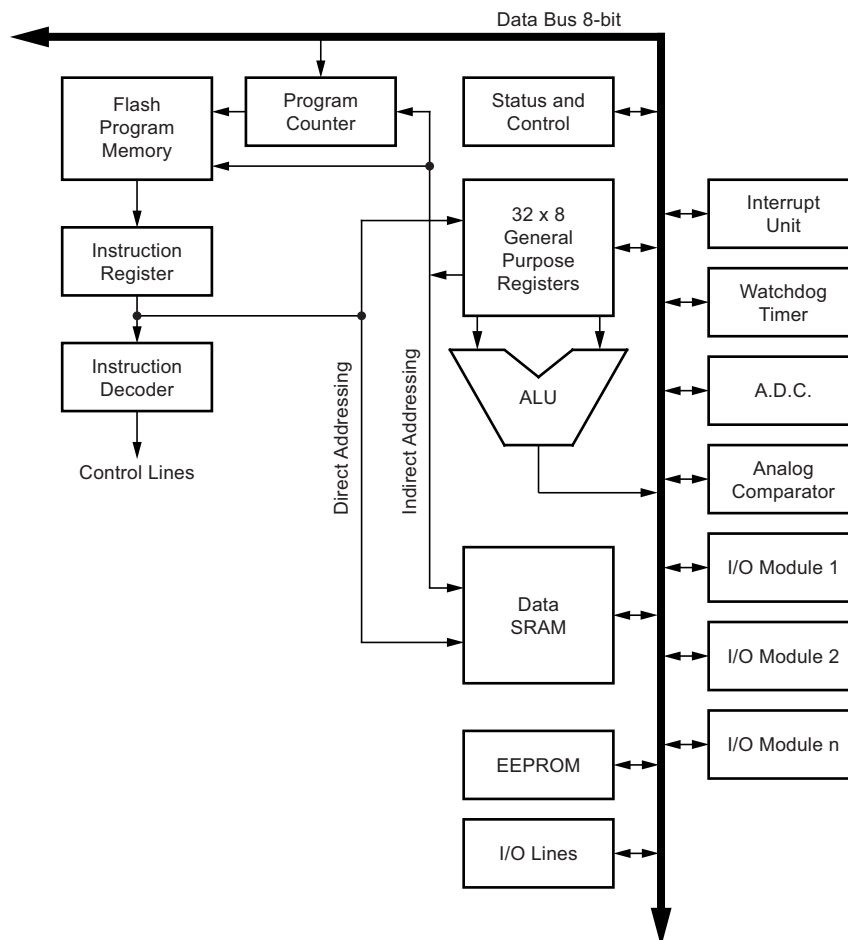 Data Bus 8-bit
Flash
Program
Memory
Program
Counter
Status and
Control
32 x 8
General
Purpose
Registers
Interrupt
Unit
Instruction
Register
Watchdog
Timer
Instruction
Decoder
ALU
A.D.C.
Control Lines
Direct Addressing
Indirect Addressing
Analog
Comparator
Data
SRAM
I/O Module 1
I/O Module 2
EEPROM
I/O Module n
I/O Lines